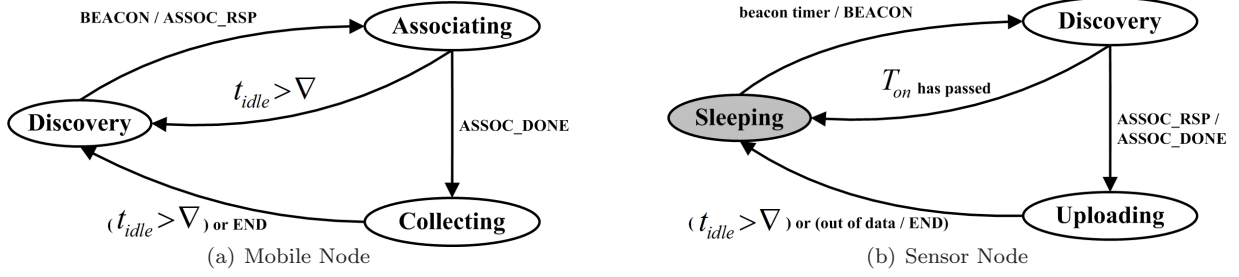 BEACON / ASSOC_RSP
Associating
t_idle > ∇
Discovery
ASSOC_DONE
( t_idle > ∇ ) or END
Collecting
(a) Mobile Node
beacon timer / BEACON
Discovery
T_on has passed
Sleeping
ASSOC_RSP /
ASSOC_DONE
( t_idle > ∇ ) or (out of data / END)
Uploading
(b) Sensor Node